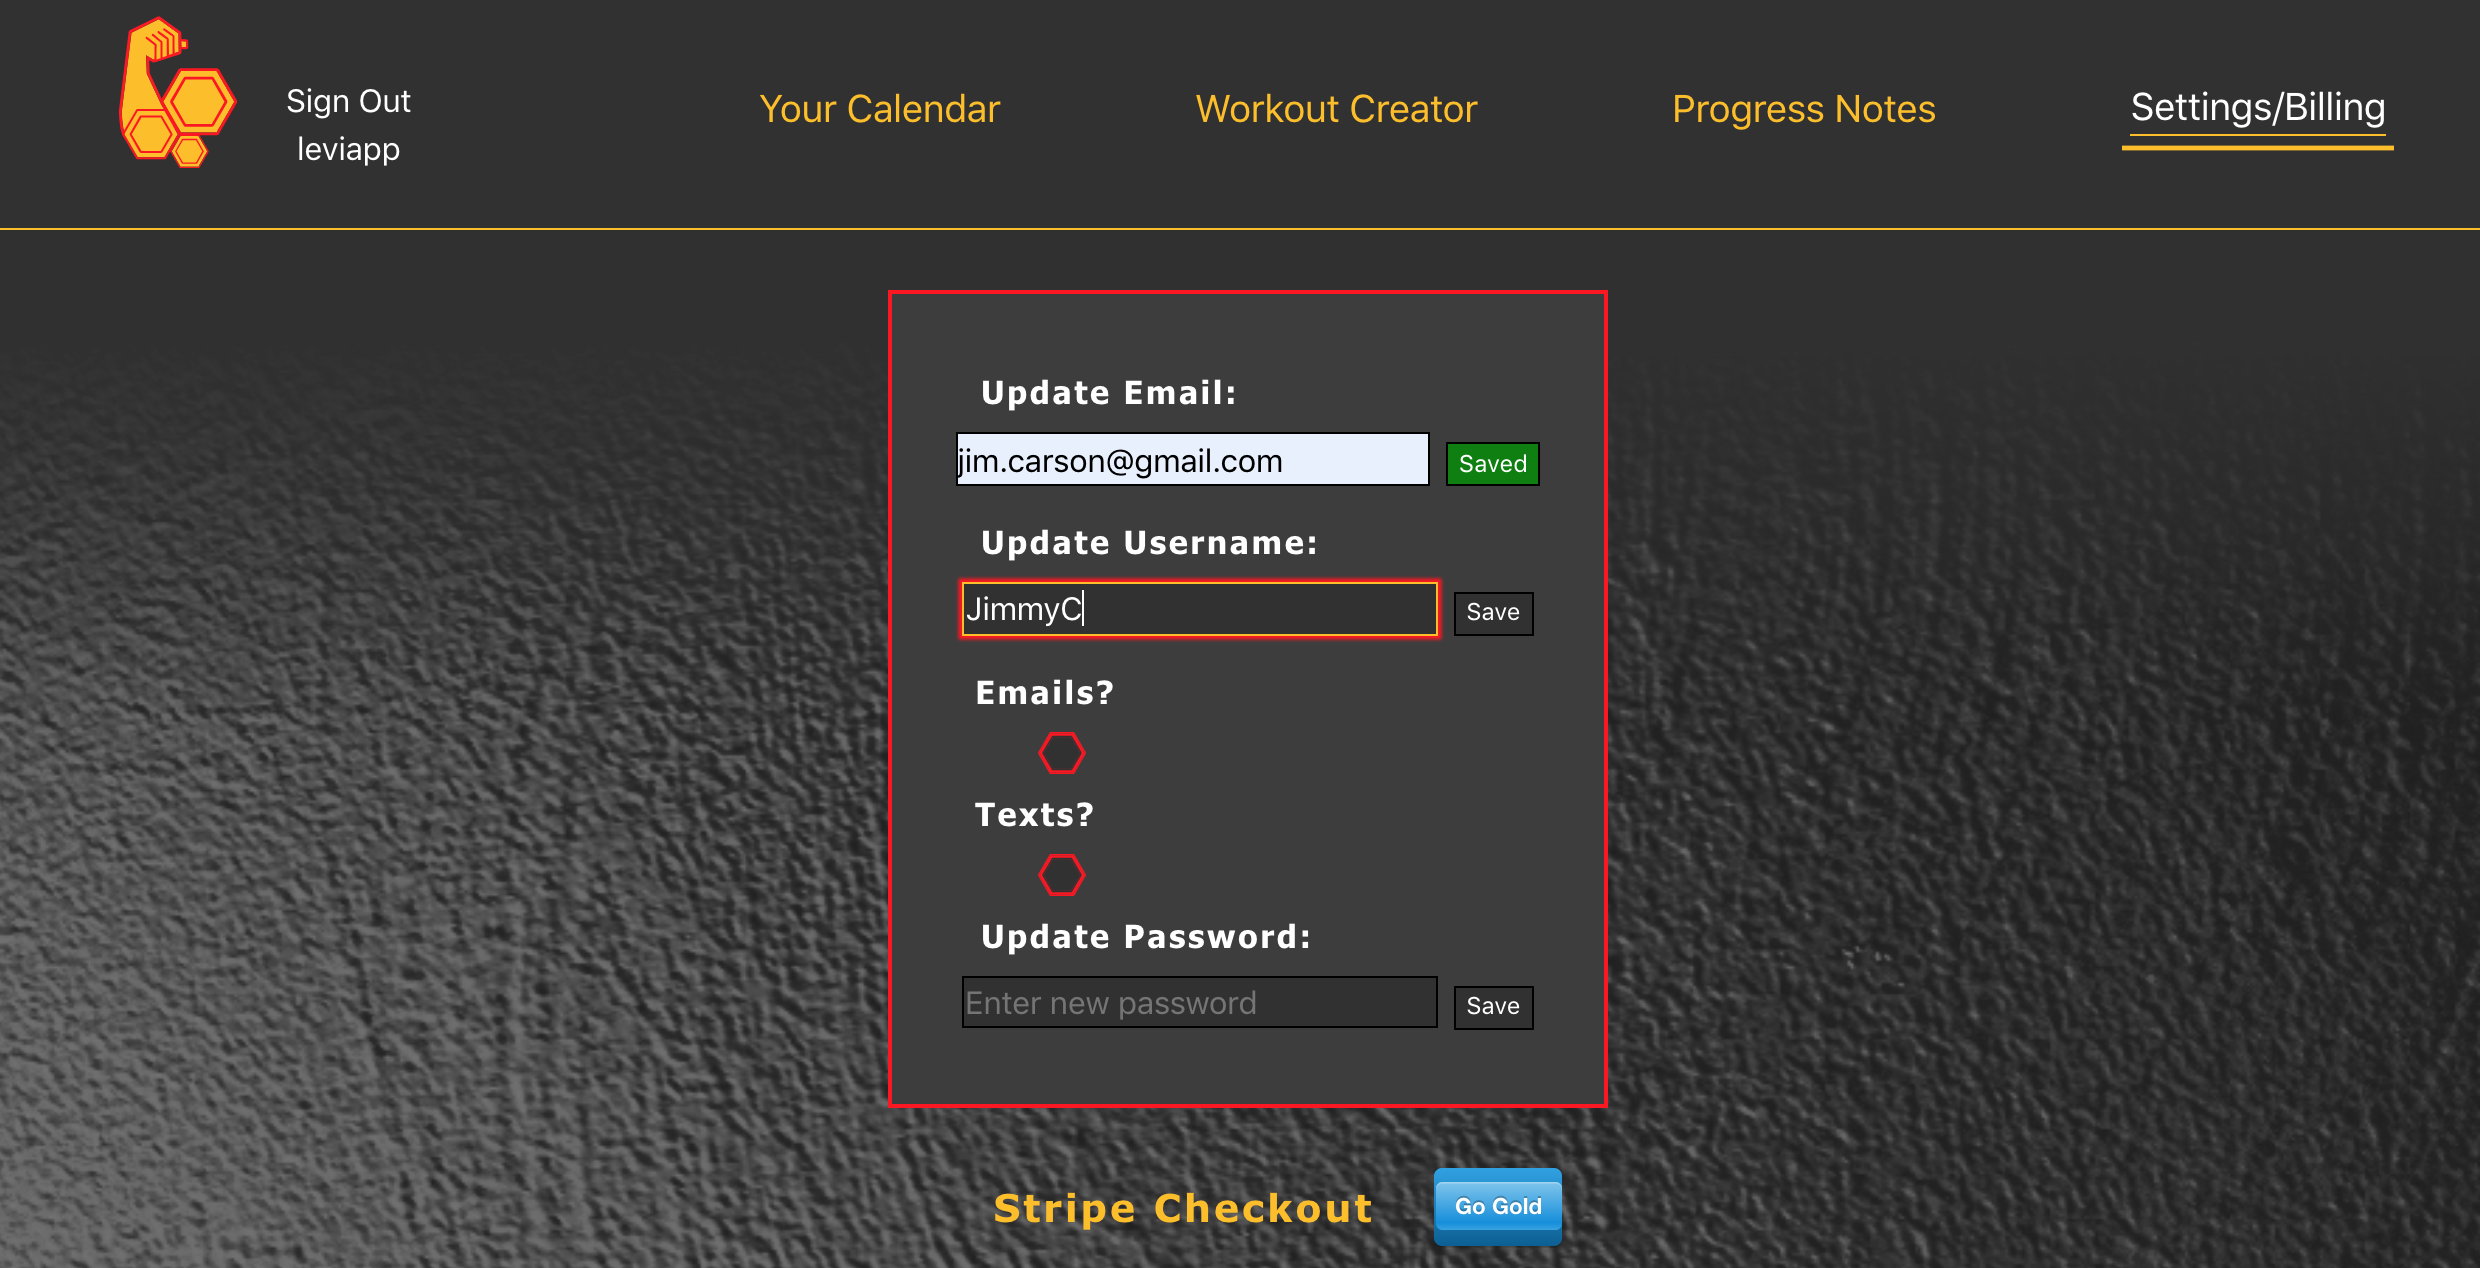 Sign Out
leviapp
Your Calendar
Workout Creator
Progress Notes
Settings/Billing
Update Email:
jim.carson@gmail.com
Saved
Update Username:
JimmyC
Save
Emails?
Texts?
Update Password:
Enter new password
Save
Stripe Checkout
Go Gold